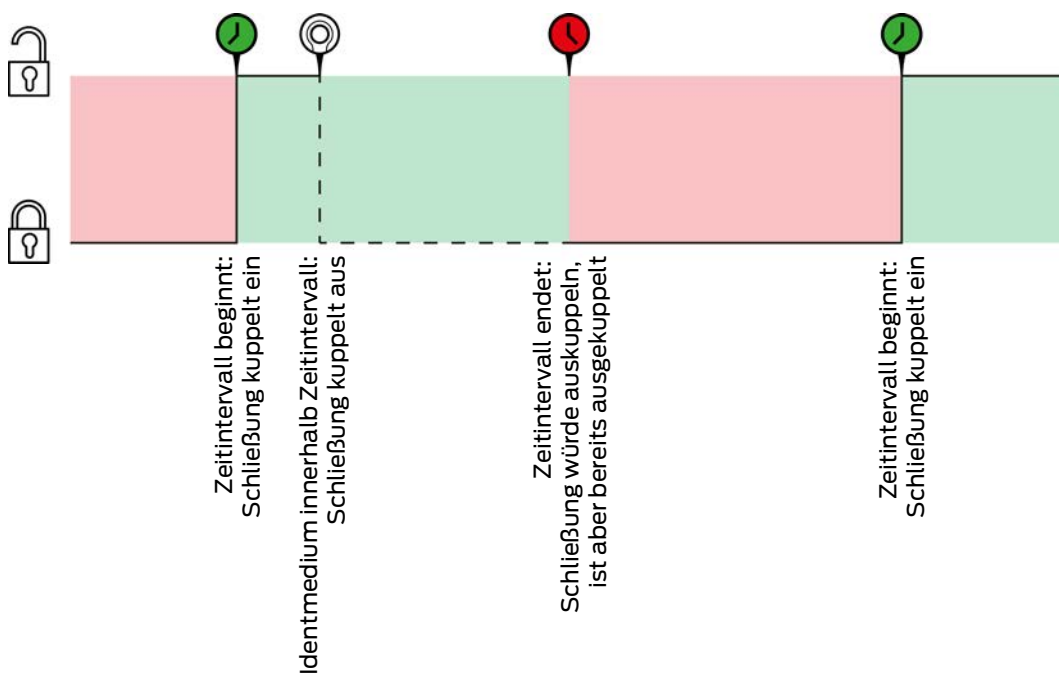 Zeitintervall beginnt:
Schließung kuppelt ein
Identmedium innerhalb Zeitintervall:
Schließung kuppelt aus
Zeitintervall endet:
Schließung würde auskuppeln,
ist aber bereits ausgekuppelt
Zeitintervall beginnt:
Schließung kuppelt ein